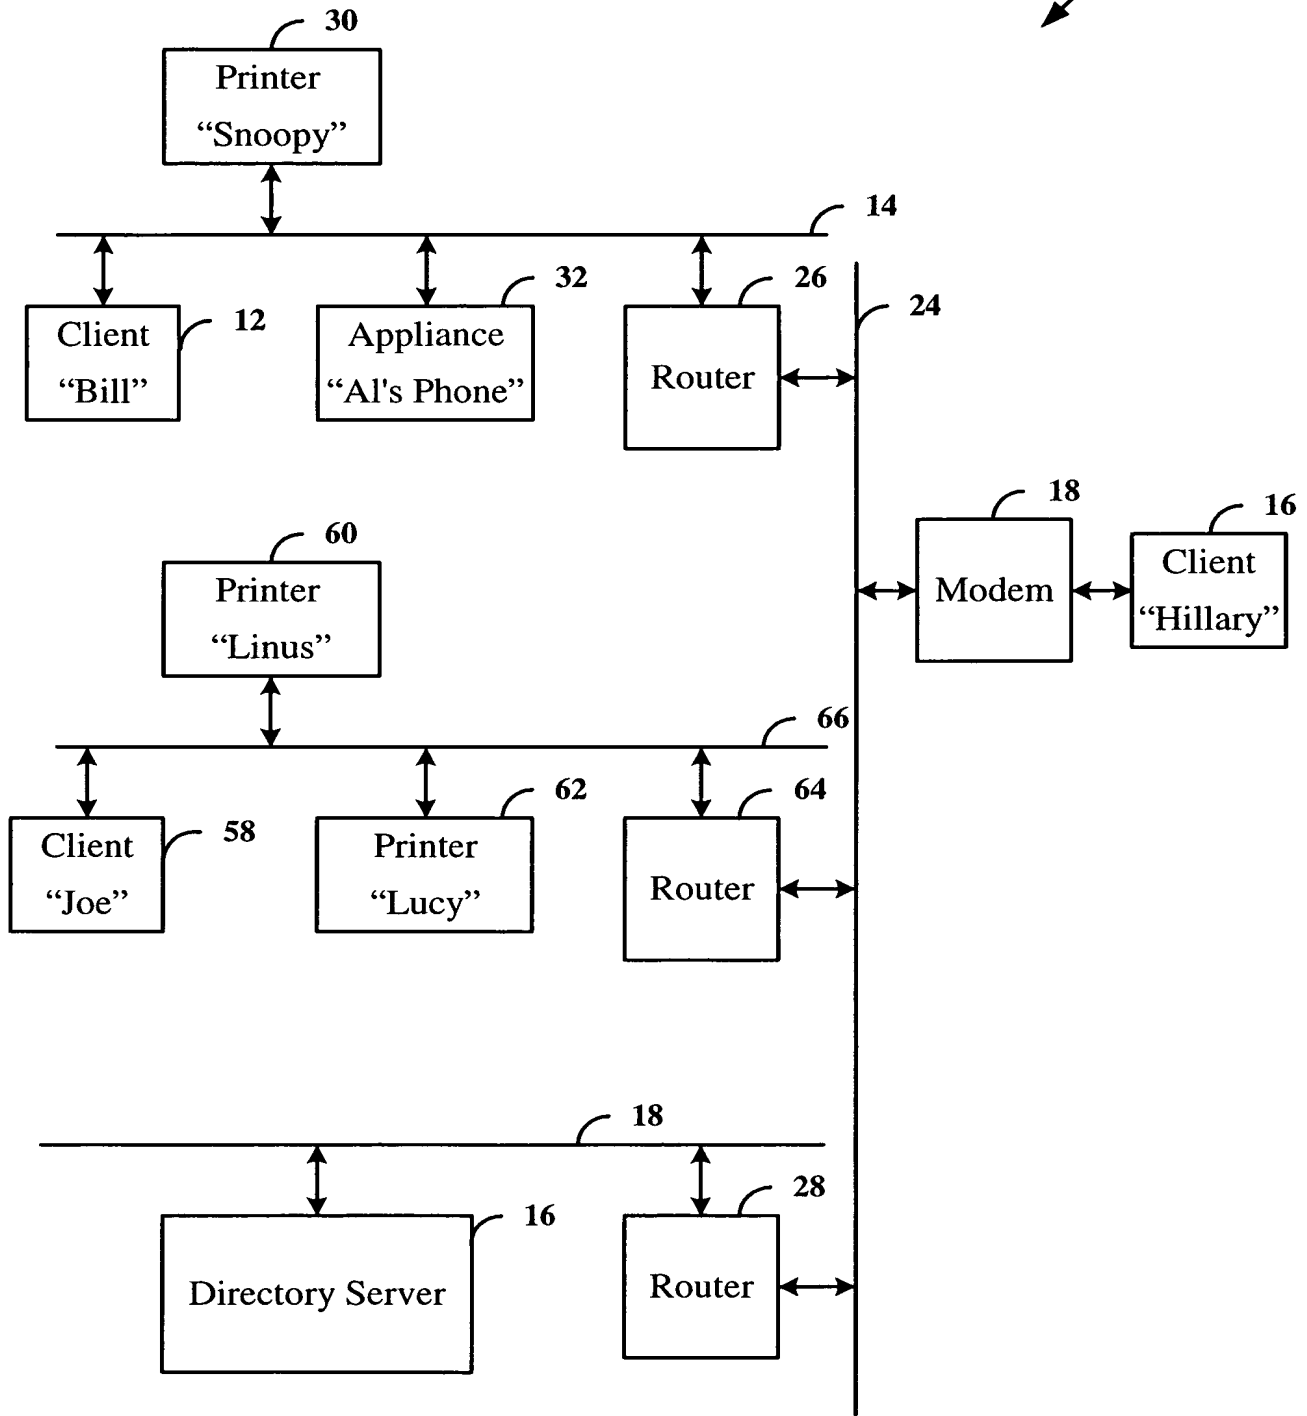 30
Printer
“Snoopy”
14
32
26
24
12
Client
“Bill”
Appliance
“Al's Phone”
Router
18
16
60
Printer
“Linus”
Modem
Client
“Hillary”
66
62
64
58
Client
“Joe”
Printer
“Lucy”
Router
18
28
16
Directory Server
Router